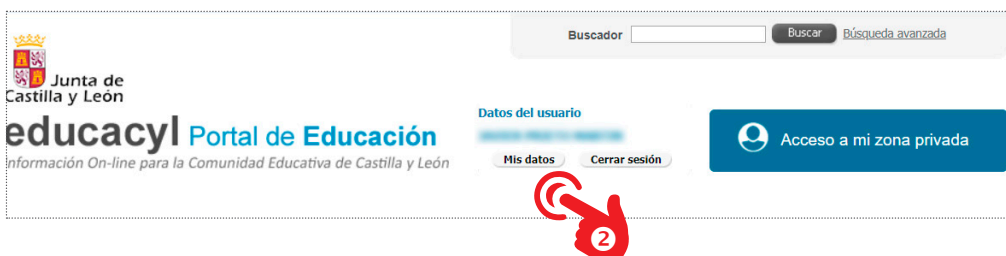 Buscador Buscar Búsqueda avanzada
Junta de
Castilla y León
educacyl Portal de Educación
Información On-line para la Comunidad Educativa de Castilla y León
Datos del usuario
Mis datos Cerrar sesión
Acceso a mi zona privada
2